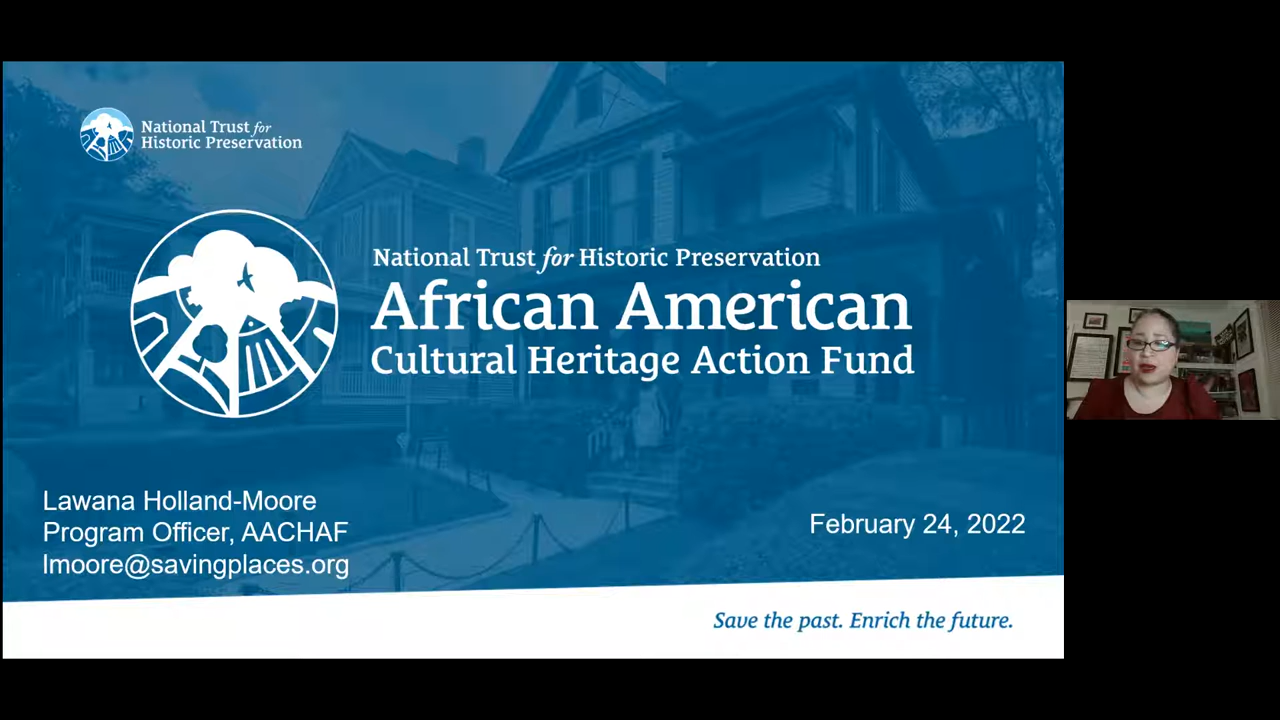 National Trust for
Historic Preservation
National Trust for Historic Preservation
African American
Cultural Heritage Action Fund
Lawana Holland-Moore
Program Officer, AACHAF
lmoore@savingplaces.org
February 24, 2022
Save the past. Enrich the future.